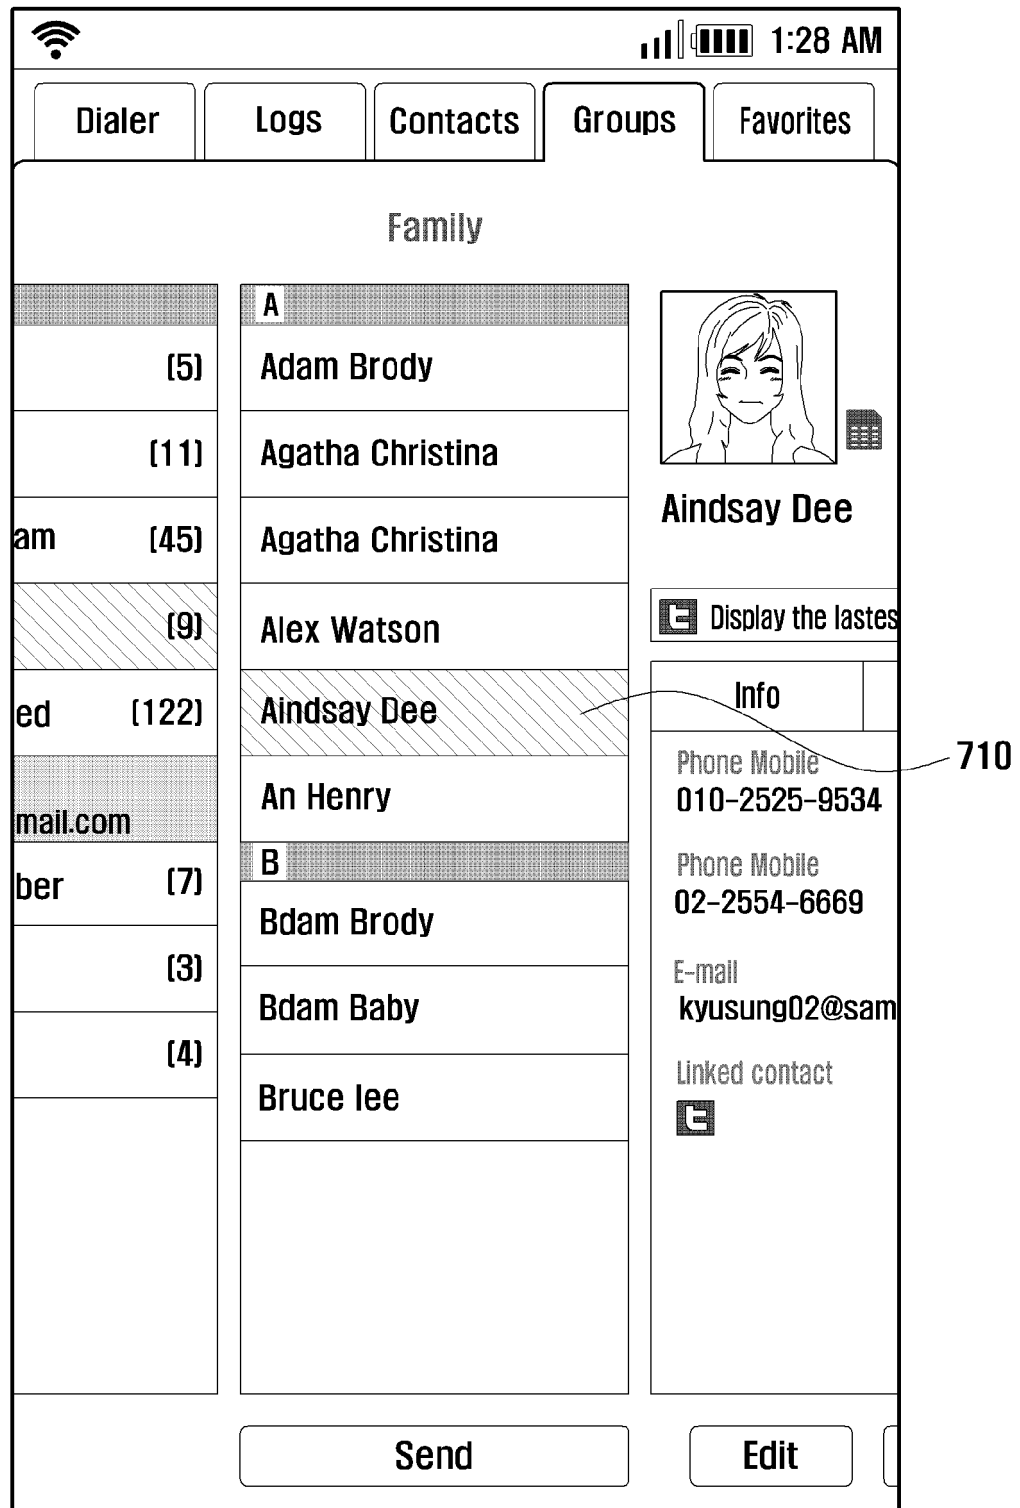 1:28 AM
Dialer
Logs
Contacts
Groups
Favorites
Family
(5)
(11)
am (45)
(9)
ed (122)
mail.com
ber (7)
(3)
(4)
A
Adam Brody
Agatha Christina
Agatha Christina
Alex Watson
Aindsay Dee
An Henry
B
Bdam Brody
Bdam Baby
Bruce lee
Send
Aindsay Dee
Display the lastes
Info
Phone Mobile
010-2525-9534
Phone Mobile
02-2554-6669
E-mail
kyusung02@sam
Linked contact
Edit
710